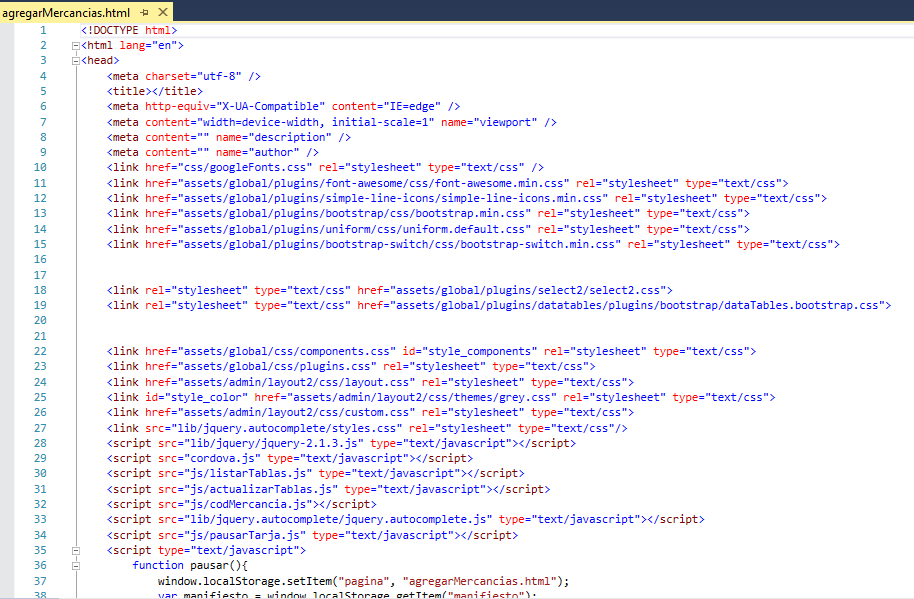 agregarMercancias.html
1 <!DOCTYPE html>
2 <html lang="en">
3 <head>
4 <meta charset="utf-8" />
5 <title></title>
6 <meta http-equiv="X-UA-Compatible" content="IE=edge" />
7 <meta content="width=device-width, initial-scale=1" name="viewport" />
8 <meta content="" name="description" />
9 <meta content="" name="author" />
10 <link href="css/googleFonts.css" rel="stylesheet" type="text/css" />
11 <link href="assets/global/plugins/font-awesome/css/font-awesome.min.css" rel="stylesheet" type="text/css">
12 <link href="assets/global/plugins/simple-line-icons/simple-line-icons.min.css" rel="stylesheet" type="text/css">
13 <link href="assets/global/plugins/bootstrap/css/bootstrap.min.css" rel="stylesheet" type="text/css">
14 <link href="assets/global/plugins/uniform/css/uniform.default.css" rel="stylesheet" type="text/css">
15 <link href="assets/global/plugins/bootstrap-switch/css/bootstrap-switch.min.css" rel="stylesheet" type="text/css">
16
17
18 <link rel="stylesheet" type="text/css" href="assets/global/plugins/select2/select2.css">
19 <link rel="stylesheet" type="text/css" href="assets/global/plugins/datatables/plugins/bootstrap/dataTables.bootstrap.css">
20
21
22 <link href="assets/global/css/components.css" id="style_components" rel="stylesheet" type="text/css">
23 <link href="assets/global/css/plugins.css" rel="stylesheet" type="text/css">
24 <link href="assets/admin/layout2/css/layout.css" rel="stylesheet" type="text/css">
25 <link id="style_color" href="assets/admin/layout2/css/themes/grey.css" rel="stylesheet" type="text/css">
26 <link href="assets/admin/layout2/css/custom.css" rel="stylesheet" type="text/css">
27 <link src="lib/jquery.autocomplete/styles.css" rel="stylesheet" type="text/css"/>
28 <script src="lib/jquery/jquery-2.1.3.js" type="text/javascript"></script>
29 <script src="cordova.js" type="text/javascript"></script>
30 <script src="js/listarTablas.js" type="text/javascript"></script>
31 <script src="js/actualizarTablas.js" type="text/javascript"></script>
32 <script src="js/codMercancia.js"></script>
33 <script src="lib/jquery.autocomplete/jquery.autocomplete.js" type="text/javascript"></script>
34 <script src="js/pausarTarja.js" type="text/javascript"></script>
35 <script type="text/javascript">
36 function pausar(){
37 window.localStorage.setItem("pagina", "agregarMercancias.html");
38 var manifiesto = window.localStorage.getItem("manifiesto");